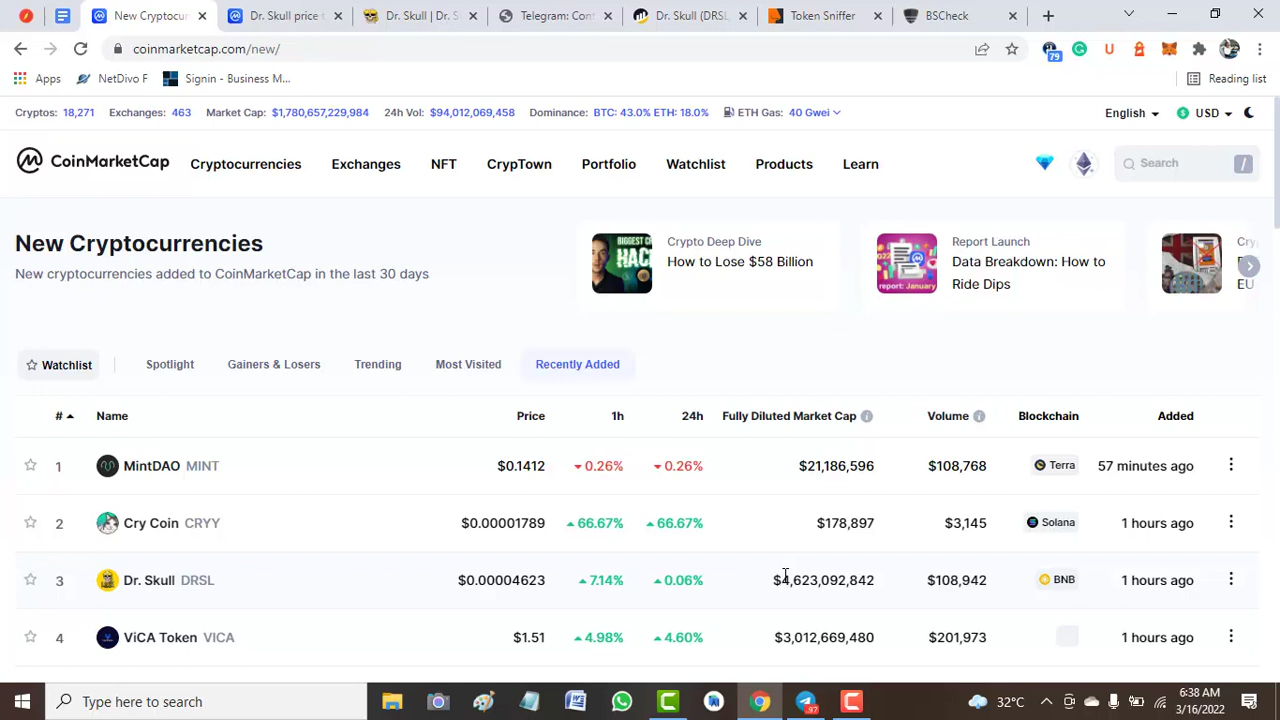 New Cryptocurr
Dr. Skull price t
Dr. Skull | Dr. S
Telegram: Cont
Dr. Skull (DRSL,
Token Sniffer
BSCheck
coinmarketcap.com/new/
79
Apps
NetDivo F
Signin - Business M...
Reading list
Cryptos: 18,271 Exchanges: 463 Market Cap: $1,780,657,229,984 24h Vol: $94,012,069,458 Dominance: BTC: 43.0% ETH: 18.0% ETH Gas: 40 Gwei
English
USD
CoinMarketCap
Cryptocurrencies Exchanges NFT CrypTown Portfolio Watchlist Products Learn
Search /
New Cryptocurrencies
New cryptocurrencies added to CoinMarketCap in the last 30 days
BIGGEST C
HAC
Crypto Deep Dive
How to Lose $58 Billion
report: January
Report Launch
Data Breakdown: How to
Ride Dips
Cry
EU
Watchlist Spotlight Gainers & Losers Trending Most Visited Recently Added
# Name Price 1h 24h Fully Diluted Market Cap Volume Blockchain Added
1 MintDAO MINT $0.1412 0.26% 0.26% $21,186,596 $108,768 Terra 57 minutes ago
2 Cry Coin CRYY $0.00001789 66.67% 66.67% $178,897 $3,145 Solana 1 hours ago
3 Dr. Skull DRSL $0.00004623 7.14% 0.06% $4,623,092,842 $108,942 BNB 1 hours ago
4 ViCA Token VICA $1.51 4.98% 4.60% $3,012,669,480 $201,973 1 hours ago
Type here to search
97
32°C
6:38 AM
3/16/2022